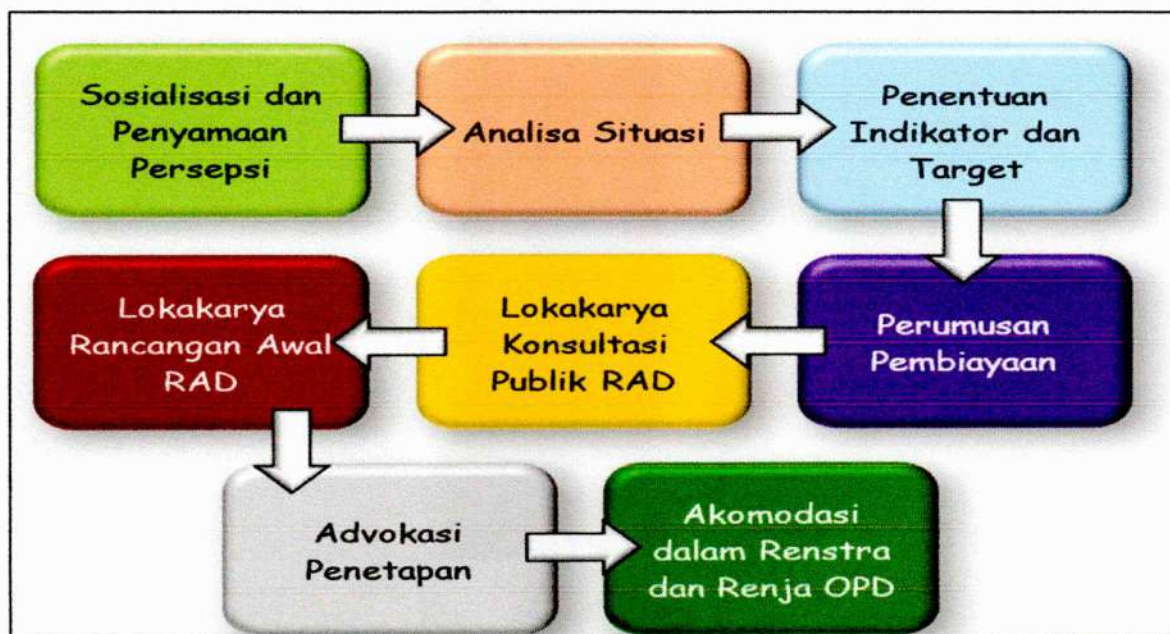 Sosialisasi dan
Penyamaan
Persepsi
Analisa Situasi
Penentuan
Indikator dan
Target
Perumusan
Pembiayaan
Lokakarya
Konsultasi
Publik RAD
Lokakarya
Rancangan Awal
RAD
Advokasi
Penetapan
Akomodasi
dalam Renstra
dan Renja OPD